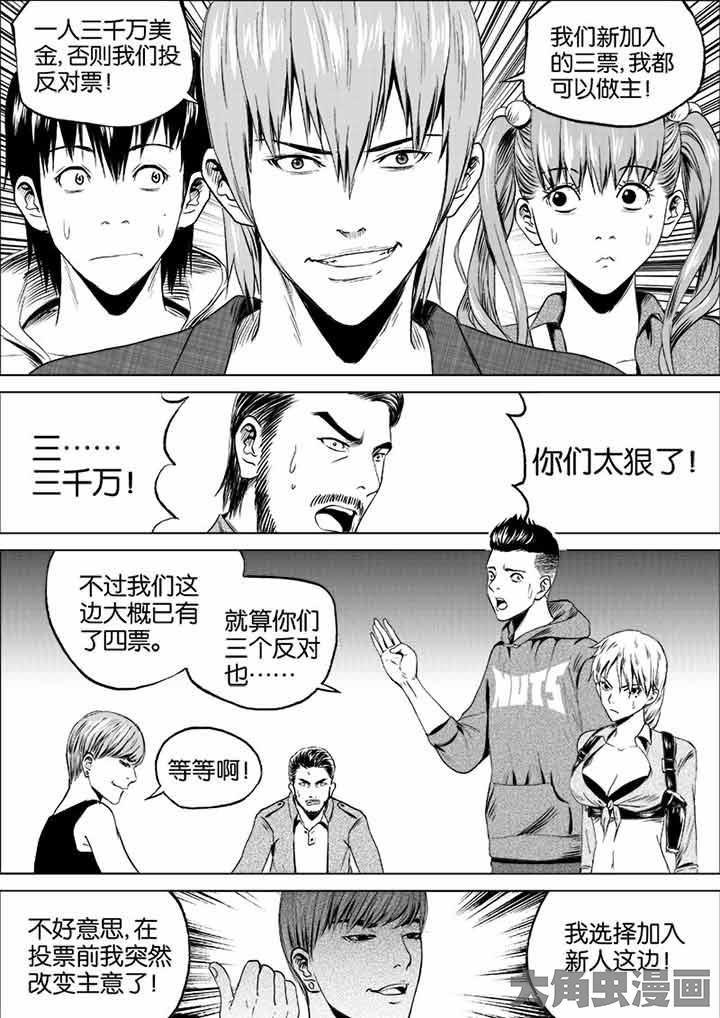 一人三千万美
金,否则我们投
反对票!
我们新加入
的三票,我都
可以做主!
三……
三千万!
你们太狠了!
不过我们这
边大概已有
了四票。
就算你们
三个反对
也……
NUTS
等等啊!
不好意思,在
投票前我突然
改变主意了!
我选择加入
新人这边!
大角虫漫画